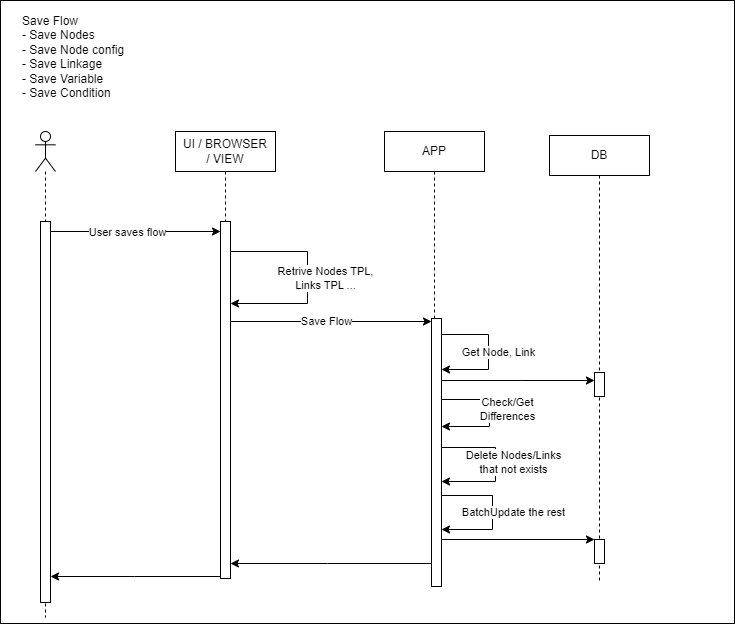 Save Flow
- Save Nodes
- Save Node config
- Save Linkage
- Save Variable
- Save Condition
UI / BROWSER
/ VIEW
APP
DB
User saves flow
Retrive Nodes TPL,
Links TPL ...
Save Flow
Get Node, Link
Check/Get
Differences
Delete Nodes/Links
that not exists
BatchUpdate the rest